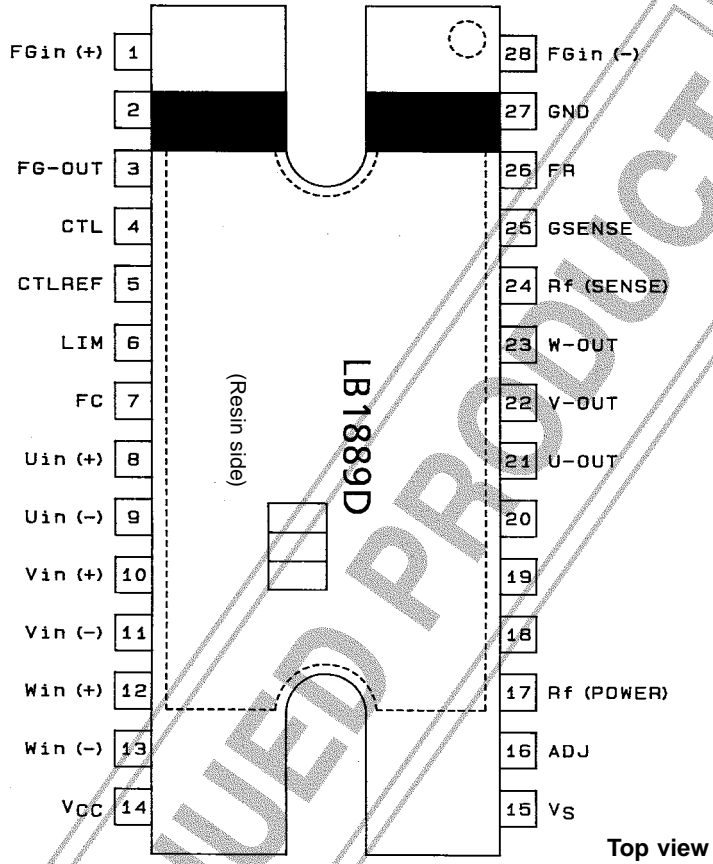 FGin (+) 1
2
FG-OUT 3
CTL 4
CTLREF 5
LIM 6
FC 7
Uin (+) 8
Uin (-) 9
Vin (+) 10
Vin (-) 11
Win (+) 12
Win (-) 13
VCC 14
28 FGin (-)
27 GND
26 FR
25 GSENSE
24 Rf (SENSE)
23 W-OUT
22 V-OUT
21 U-OUT
20
19
18
17 Rf (POWER)
16 ADJ
15 VS
LB1889D
(Resin side)
Top view
UED PRODUCT